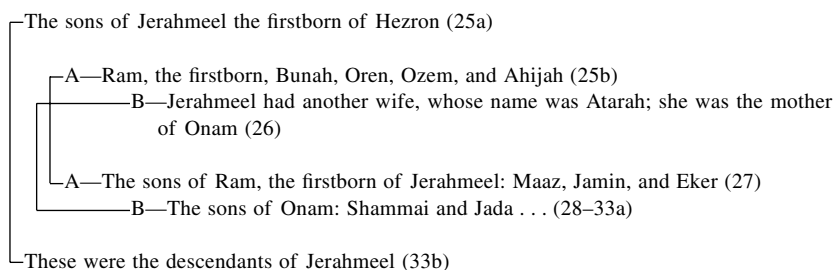 The sons of Jerahmeel the firstborn of Hezron (25a)
A—Ram, the firstborn, Bunah, Oren, Ozem, and Ahijah (25b)
B—Jerahmeel had another wife, whose name was Atarah; she was the mother
of Onam (26)
A—The sons of Ram, the firstborn of Jerahmeel: Maaz, Jamin, and Eker (27)
B—The sons of Onam: Shammai and Jada . . . (28–33a)
These were the descendants of Jerahmeel (33b)